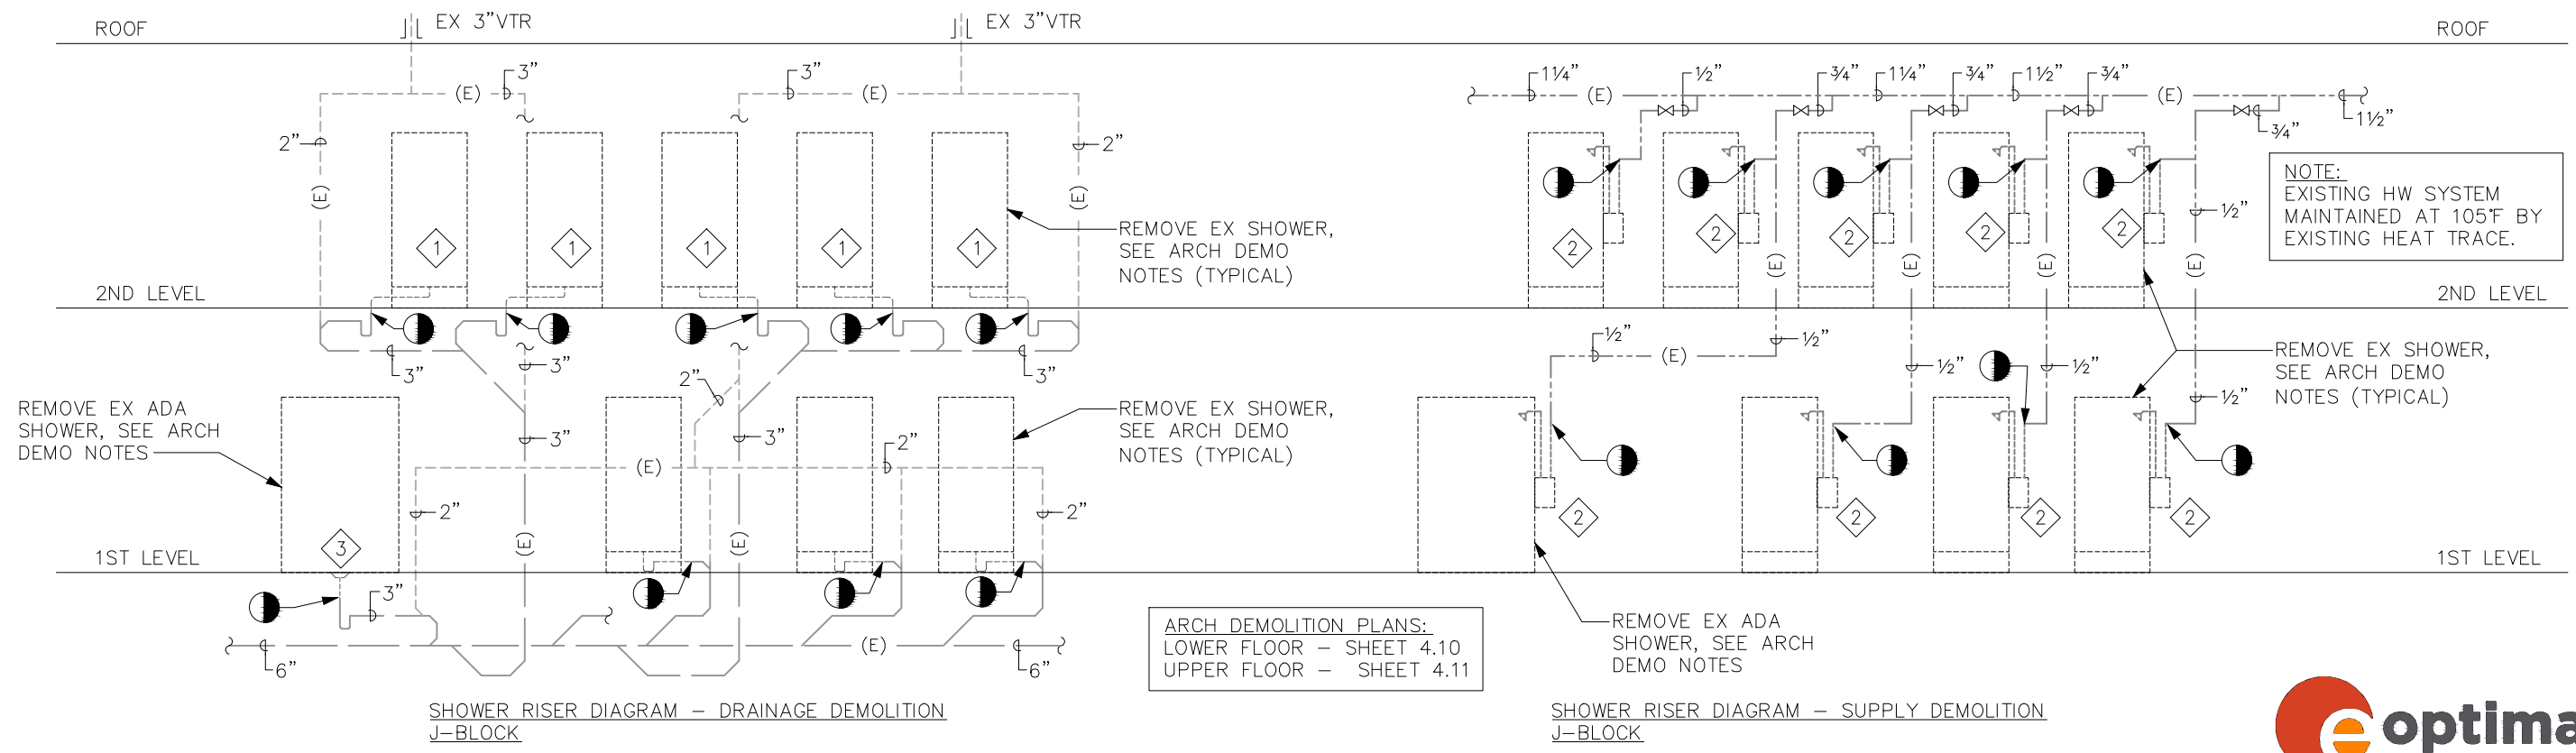 ROOF
EX 3"VTR
EX 3"VTR
ROOF
3"
3"
(E)
(E)
1¼"
½"
¾"
1¼"
¾"
1½"
¾"
(E)
(E)
1½"
¾"
2"
2"
(E)
(E)
1
1
1
1
1
REMOVE EX SHOWER,
SEE ARCH DEMO
NOTES (TYPICAL)
2
2
2
2
2
½"
NOTE:
EXISTING HW SYSTEM
MAINTAINED AT 105°F BY
EXISTING HEAT TRACE.
(E)
(E)
(E)
(E)
2ND LEVEL
2ND LEVEL
3"
3"
3"
2"
½"
(E)
½"
½"
½"
½"
REMOVE EX SHOWER,
SEE ARCH DEMO
NOTES (TYPICAL)
REMOVE EX ADA
SHOWER, SEE ARCH
DEMO NOTES
REMOVE EX SHOWER,
SEE ARCH DEMO
NOTES (TYPICAL)
3"
3"
2"
(E)
2"
2"
(E)
(E)
3
2
2
2
2
1ST LEVEL
1ST LEVEL
3"
6"
(E)
6"
ARCH DEMOLITION PLANS:
LOWER FLOOR – SHEET 4.10
UPPER FLOOR – SHEET 4.11
REMOVE EX ADA
SHOWER, SEE ARCH
DEMO NOTES
SHOWER RISER DIAGRAM – DRAINAGE DEMOLITION
J–BLOCK
SHOWER RISER DIAGRAM – SUPPLY DEMOLITION
J–BLOCK
e optima